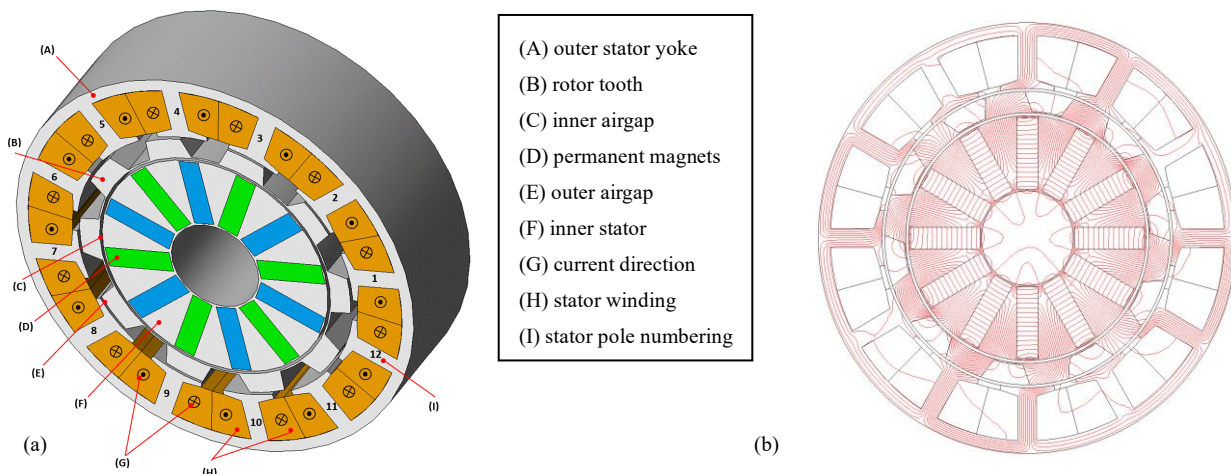 (A)
(B)
(C)
(D)
(E)
(F)
(G)
(H)
(I)
1
2
3
4
5
6
7
8
9
10
11
12
(a)
(A) outer stator yoke
(B) rotor tooth
(C) inner airgap
(D) permanent magnets
(E) outer airgap
(F) inner stator
(G) current direction
(H) stator winding
(I) stator pole numbering
(b)